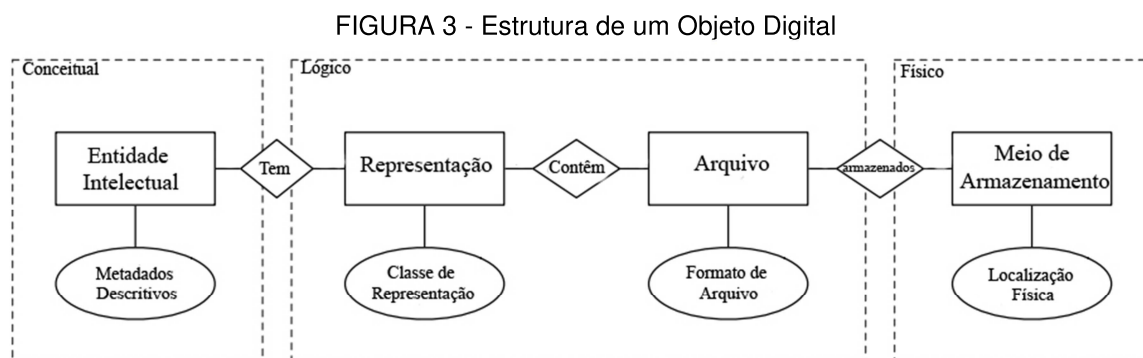 FIGURA 3 - Estrutura de um Objeto Digital
Conceitual
Lógico
Físico
Entidade
Intelectual
Tem
Representação
Contêm
Arquivo
armazenados
Meio de
Armazenamento
Metadados
Descritivos
Classe de
Representação
Formato de
Arquivo
Localização
Física